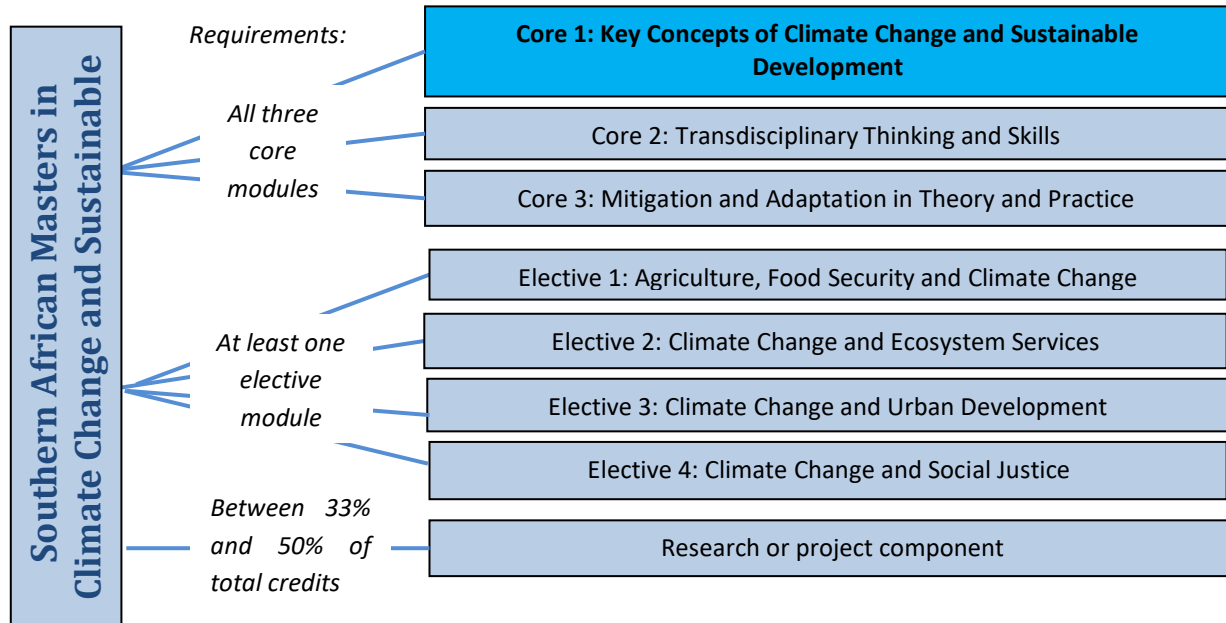 Southern African Masters in
Climate Change and Sustainable
Requirements:
All three
core
modules
Core 1: Key Concepts of Climate Change and Sustainable
Development
Core 2: Transdisciplinary Thinking and Skills
Core 3: Mitigation and Adaptation in Theory and Practice
At least one
elective
module
Elective 1: Agriculture, Food Security and Climate Change
Elective 2: Climate Change and Ecosystem Services
Elective 3: Climate Change and Urban Development
Elective 4: Climate Change and Social Justice
Between 33%
and 50% of
total credits
Research or project component